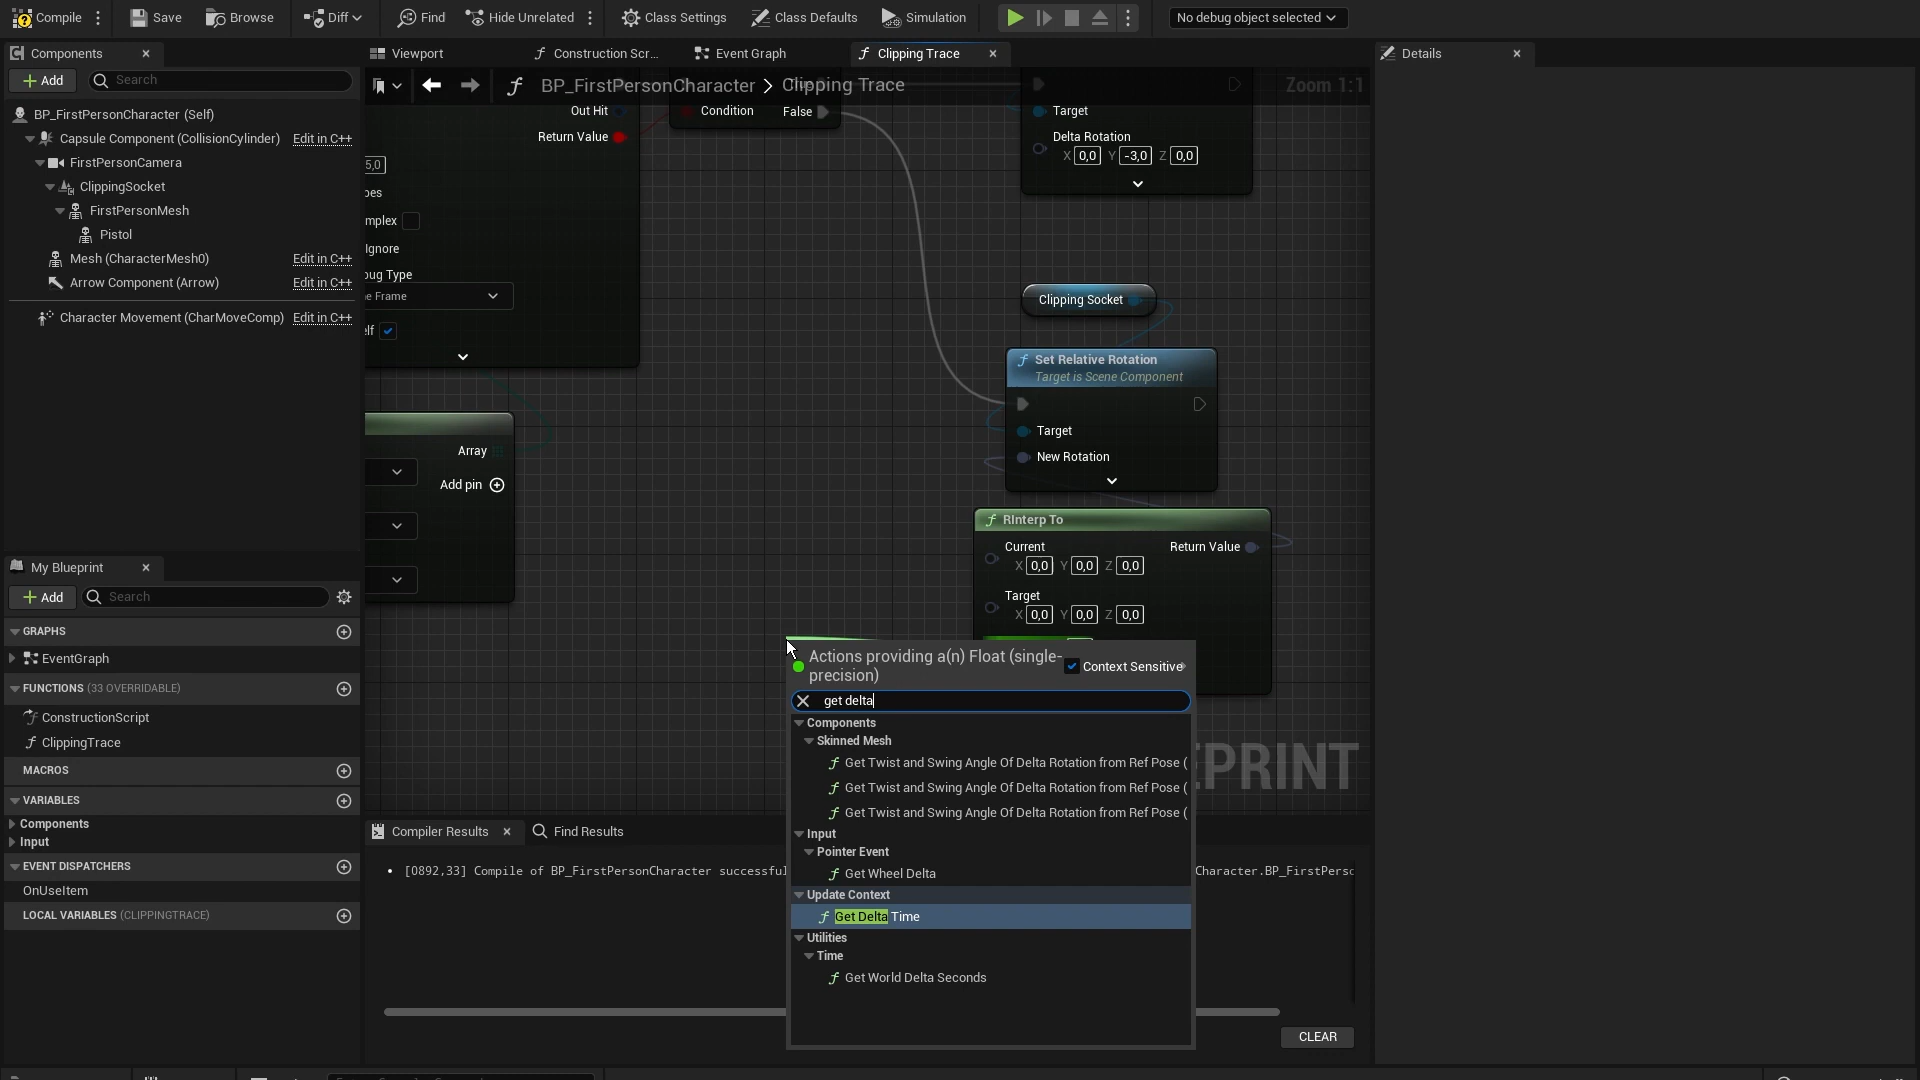 Compile
Save
Browse
Diff
Find
Hide Unrelated
Class Settings
Class Defaults
Simulation
No debug object selected
Components
Viewport
Construction Scr...
Event Graph
Clipping Trace
Details
Add
Search
BP_FirstPersonCharacter
Clipping Trace
Zoom 1:1
BP_FirstPersonCharacter (Self)
Capsule Component (CollisionCylinder)
Edit in C++
FirstPersonCamera
ClippingSocket
FirstPersonMesh
Pistol
Mesh (CharacterMesh0)
Edit in C++
Arrow Component (Arrow)
Edit in C++
Character Movement (CharMoveComp)
Edit in C++
Out Hit
Return Value
5,0
pes
mplex
Ignore
bug Type
e Frame
elf
Array
Add pin
Condition
False
Target
Delta Rotation
X 0,0 Y -3,0 Z 0,0
Clipping Socket
Set Relative Rotation
Target is Scene Component
Target
New Rotation
RInterp To
Current
Return Value
X 0,0 Y 0,0 Z 0,0
Target
X 0,0 Y 0,0 Z 0,0
My Blueprint
Add
Search
GRAPHS
EventGraph
FUNCTIONS (33 OVERRIDABLE)
ConstructionScript
ClippingTrace
MACROS
VARIABLES
Components
Input
EVENT DISPATCHERS
OnUseItem
LOCAL VARIABLES (CLIPPINGTRACE)
Actions providing a(n) Float (single-
precision)
Context Sensitive
get delta
Components
Skinned Mesh
Get Twist and Swing Angle Of Delta Rotation from Ref Pose (
Get Twist and Swing Angle Of Delta Rotation from Ref Pose (
Get Twist and Swing Angle Of Delta Rotation from Ref Pose (
Input
Pointer Event
Get Wheel Delta
Update Context
Get Delta Time
Utilities
Time
Get World Delta Seconds
EPRINT
Compiler Results
Find Results
[0892,33] Compile of BP_FirstPersonCharacter successful
Character.BP_FirstPersc
CLEAR